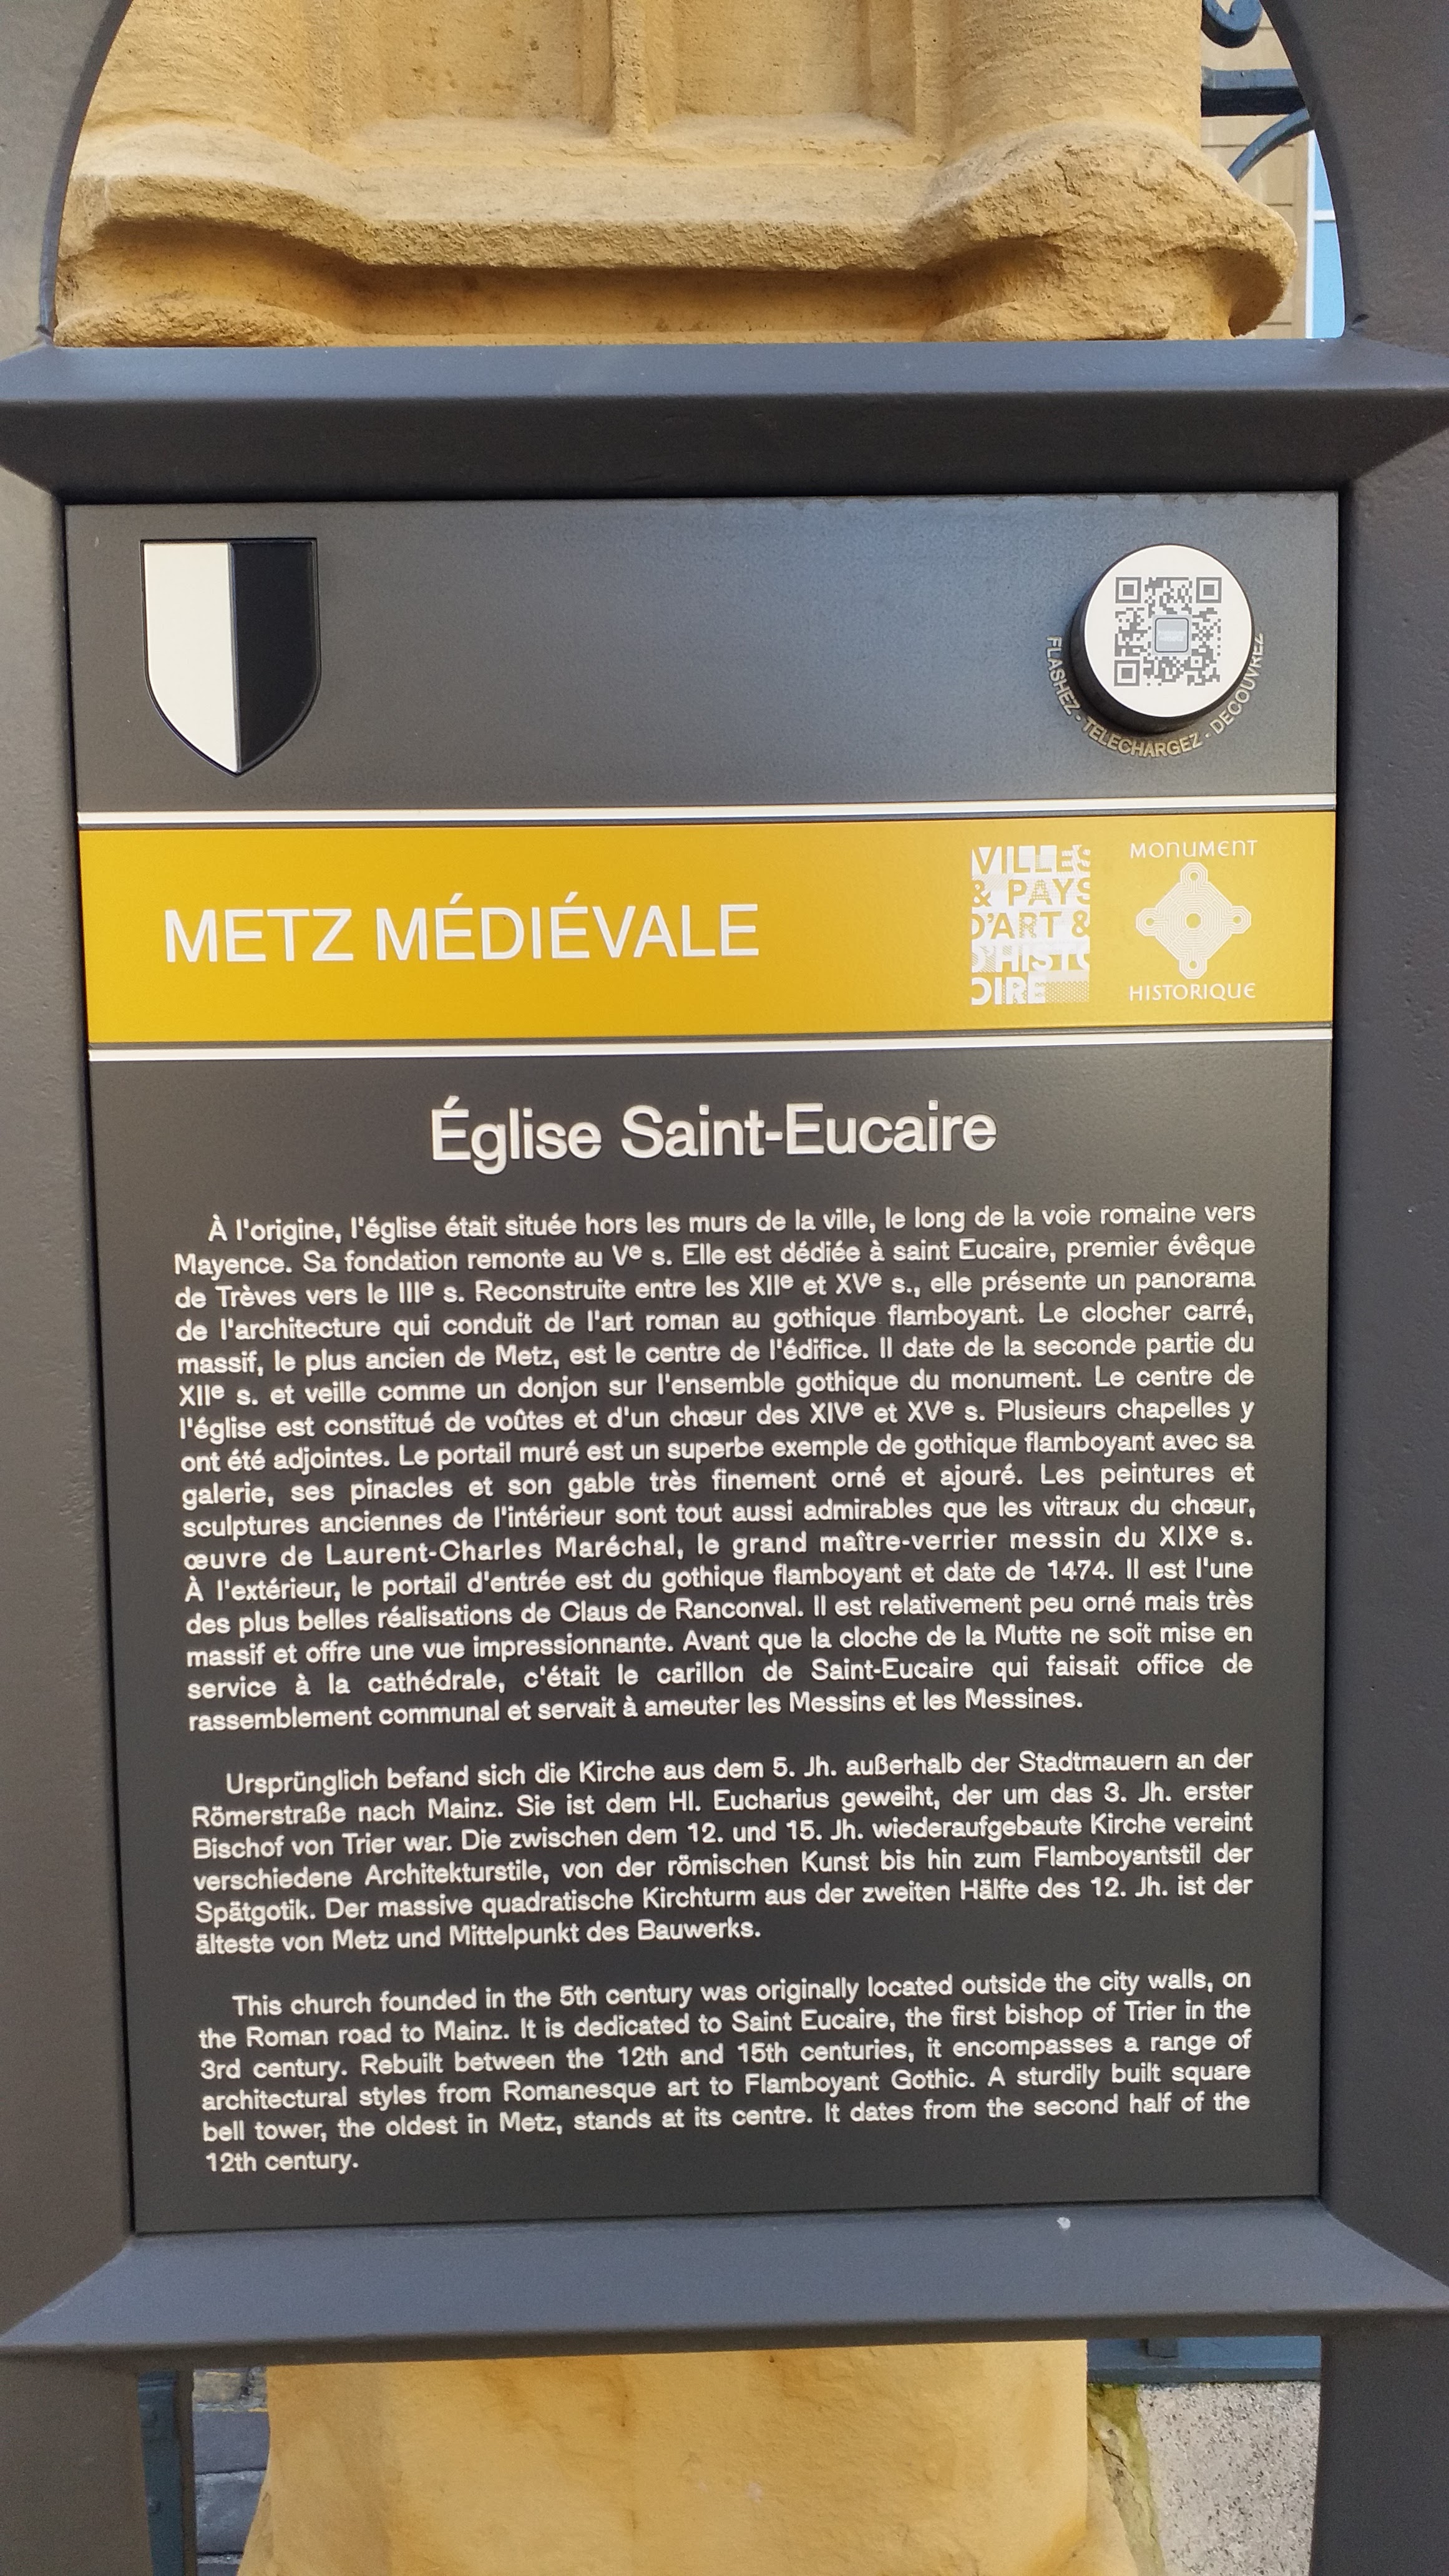 FLASHEZ - TELECHARGEZ - DECOUVREZ
METZ MÉDIÉVALE
VILLES
& PAYS
D'ART &
D'HISTO
OIRE
MONUMENT
HISTORIQUE
Église Saint-Eucaire
À l'origine, l'église était située hors les murs de la ville, le long de la voie romaine vers
Mayence. Sa fondation remonte au Vᵉ s. Elle est dédiée à saint Eucaire, premier évêque
de Trèves vers le IIIᵉ s. Reconstruite entre les XIIᵉ et XVᵉ s., elle présente un panorama
de l'architecture qui conduit de l'art roman au gothique flamboyant. Le clocher carré,
massif, le plus ancien de Metz, est le centre de l'édifice. Il date de la seconde partie du
XIIᵉ s. et veille comme un donjon sur l'ensemble gothique du monument. Le centre de
l'église est constitué de voûtes et d'un chœur des XIVᵉ et XVᵉ s. Plusieurs chapelles y
ont été adjointes. Le portail muré est un superbe exemple de gothique flamboyant avec sa
galerie, ses pinacles et son gable très finement orné et ajouré. Les peintures et
sculptures anciennes de l'intérieur sont tout aussi admirables que les vitraux du chœur,
œuvre de Laurent-Charles Maréchal, le grand maître-verrier messin du XIXᵉ s.
À l'extérieur, le portail d'entrée est du gothique flamboyant et date de 1474. Il est l'une
des plus belles réalisations de Claus de Ranconval. Il est relativement peu orné mais très
massif et offre une vue impressionnante. Avant que la cloche de la Mutte ne soit mise en
service à la cathédrale, c'était le carillon de Saint-Eucaire qui faisait office de
rassemblement communal et servait à ameuter les Messins et les Messines.
Ursprünglich befand sich die Kirche aus dem 5. Jh. außerhalb der Stadtmauern an der
Römerstraße nach Mainz. Sie ist dem Hl. Eucharius geweiht, der um das 3. Jh. erster
Bischof von Trier war. Die zwischen dem 12. und 15. Jh. wiederaufgebaute Kirche vereint
verschiedene Architekturstile, von der römischen Kunst bis hin zum Flamboyantstil der
Spätgotik. Der massive quadratische Kirchturm aus der zweiten Hälfte des 12. Jh. ist der
älteste von Metz und Mittelpunkt des Bauwerks.
This church founded in the 5th century was originally located outside the city walls, on
the Roman road to Mainz. It is dedicated to Saint Eucaire, the first bishop of Trier in the
3rd century. Rebuilt between the 12th and 15th centuries, it encompasses a range of
architectural styles from Romanesque art to Flamboyant Gothic. A sturdily built square
bell tower, the oldest in Metz, stands at its centre. It dates from the second half of the
12th century.